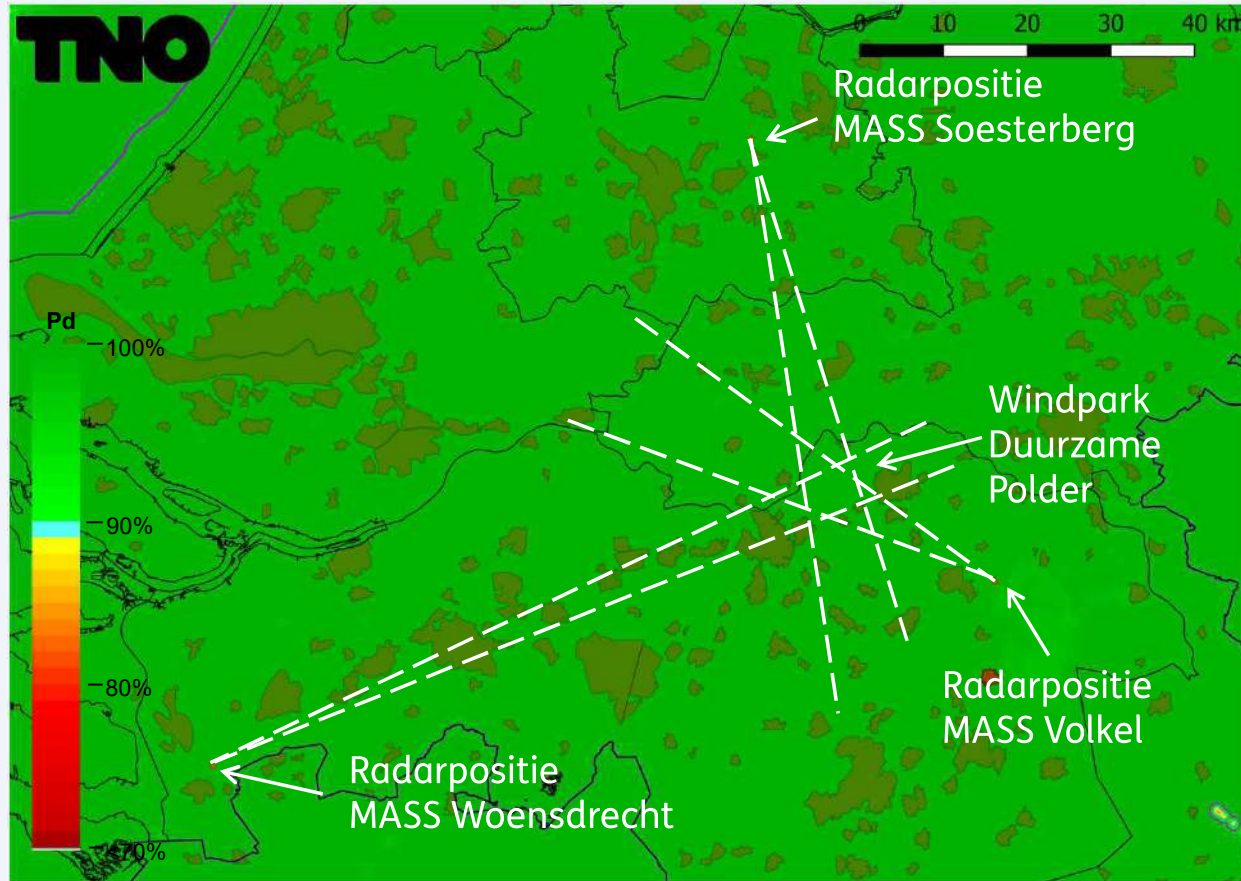 TNO
0 10 20 30 40 km
Radarpositie
MASS Soesterberg
Pd
100%
90%
80%
<70%
Windpark
Duurzame
Polder
Radarpositie
MASS Volkel
Radarpositie
MASS Woensdrecht